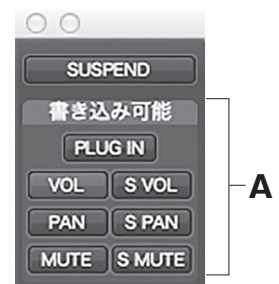 SUSPEND
書き込み可能
PLUG IN
VOL S VOL
A
PAN S PAN
MUTE S MUTE